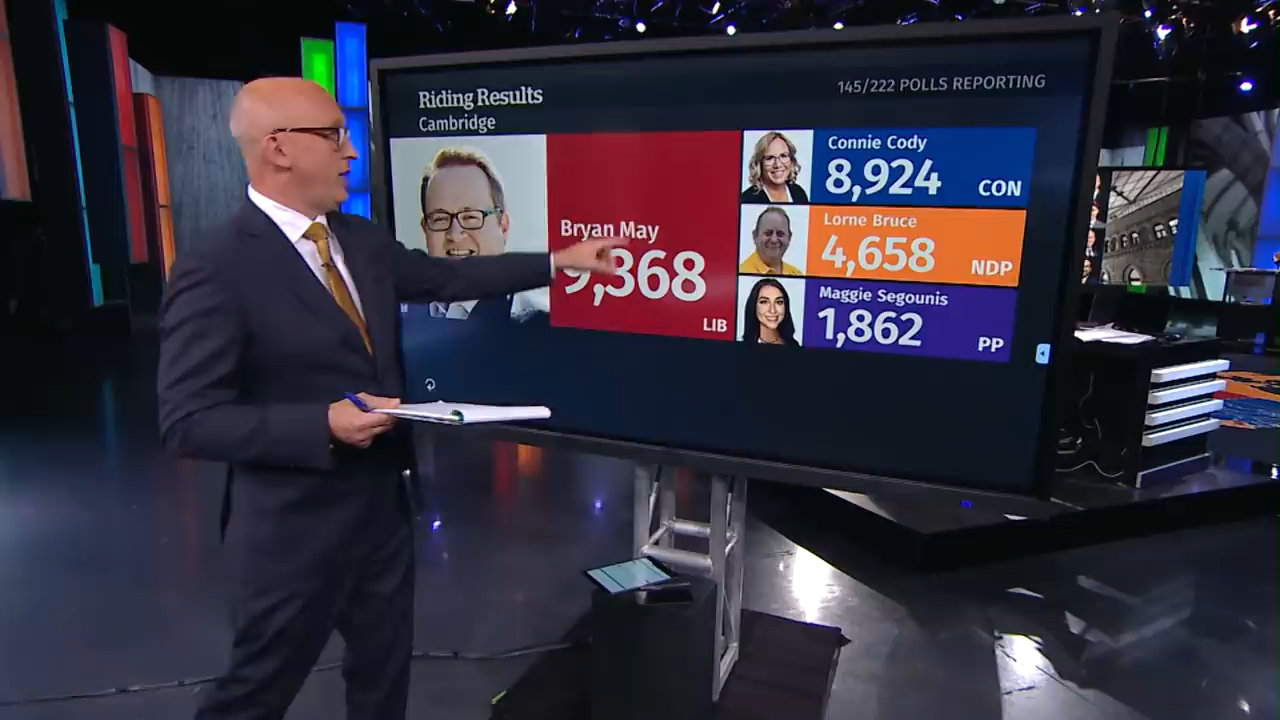 Riding Results
Cambridge
145/222 POLLS REPORTING
Bryan May
9,368
LIB
Connie Cody
8,924
CON
Lorne Bruce
4,658
NDP
Maggie Segounis
1,862
PP